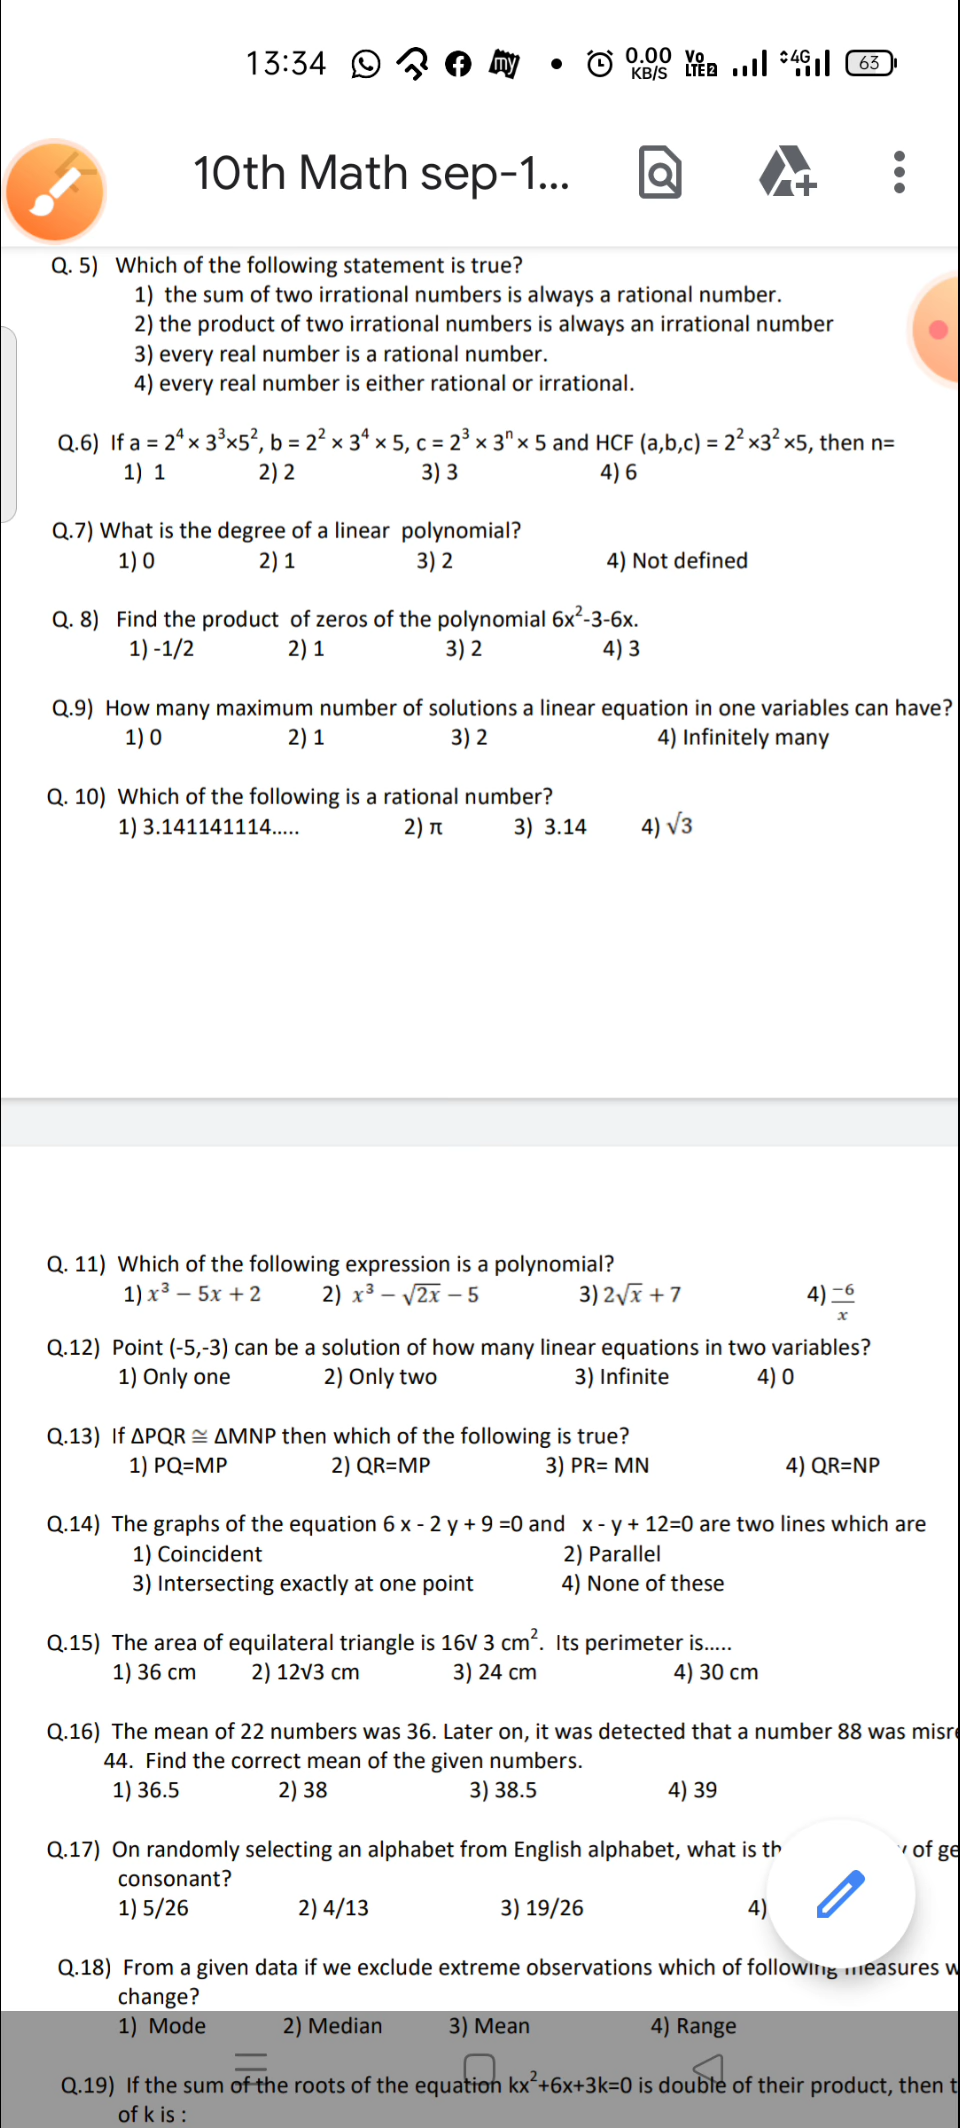 13:34 my 0.00 KB/S Vo LTE 2 4G 63
10th Math sep-1...
Q. 5) Which of the following statement is true?
1) the sum of two irrational numbers is always a rational number.
2) the product of two irrational numbers is always an irrational number
3) every real number is a rational number.
4) every real number is either rational or irrational.
Q.6) If a = 2⁴ × 3³×5², b = 2² × 3⁴ × 5, c = 2³ × 3ⁿ × 5 and HCF (a,b,c) = 2² ×3² ×5, then n=
1) 1 2) 2 3) 3 4) 6
Q.7) What is the degree of a linear polynomial?
1) 0 2) 1 3) 2 4) Not defined
Q. 8) Find the product of zeros of the polynomial 6x²-3-6x.
1) -1/2 2) 1 3) 2 4) 3
Q.9) How many maximum number of solutions a linear equation in one variables can have?
1) 0 2) 1 3) 2 4) Infinitely many
Q. 10) Which of the following is a rational number?
1) 3.141141114..... 2) π 3) 3.14 4) √3
Q. 11) Which of the following expression is a polynomial?
1) x³ − 5x + 2 2) x³ − √2x − 5 3) 2√x + 7 4) −6/x
Q.12) Point (-5,-3) can be a solution of how many linear equations in two variables?
1) Only one 2) Only two 3) Infinite 4) 0
Q.13) If ΔPQR ≅ ΔMNP then which of the following is true?
1) PQ=MP 2) QR=MP 3) PR= MN 4) QR=NP
Q.14) The graphs of the equation 6 x - 2 y + 9 =0 and x - y + 12=0 are two lines which are
1) Coincident 2) Parallel
3) Intersecting exactly at one point 4) None of these
Q.15) The area of equilateral triangle is 16√ 3 cm². Its perimeter is.....
1) 36 cm 2) 12√3 cm 3) 24 cm 4) 30 cm
Q.16) The mean of 22 numbers was 36. Later on, it was detected that a number 88 was
44. Find the correct mean of the given numbers.
1) 36.5 2) 38 3) 38.5 4) 39
Q.17) On randomly selecting an alphabet from English alphabet, what is of
consonant?
1) 5/26 2) 4/13 3) 19/26 4)
Q.18) From a given data if we exclude extreme observations which of following measures
change?
1) Mode 2) Median 3) Mean 4) Range
Q.19) If the sum of the roots of the equation kx²+6x+3k=0 is double of their product, then
of k is :